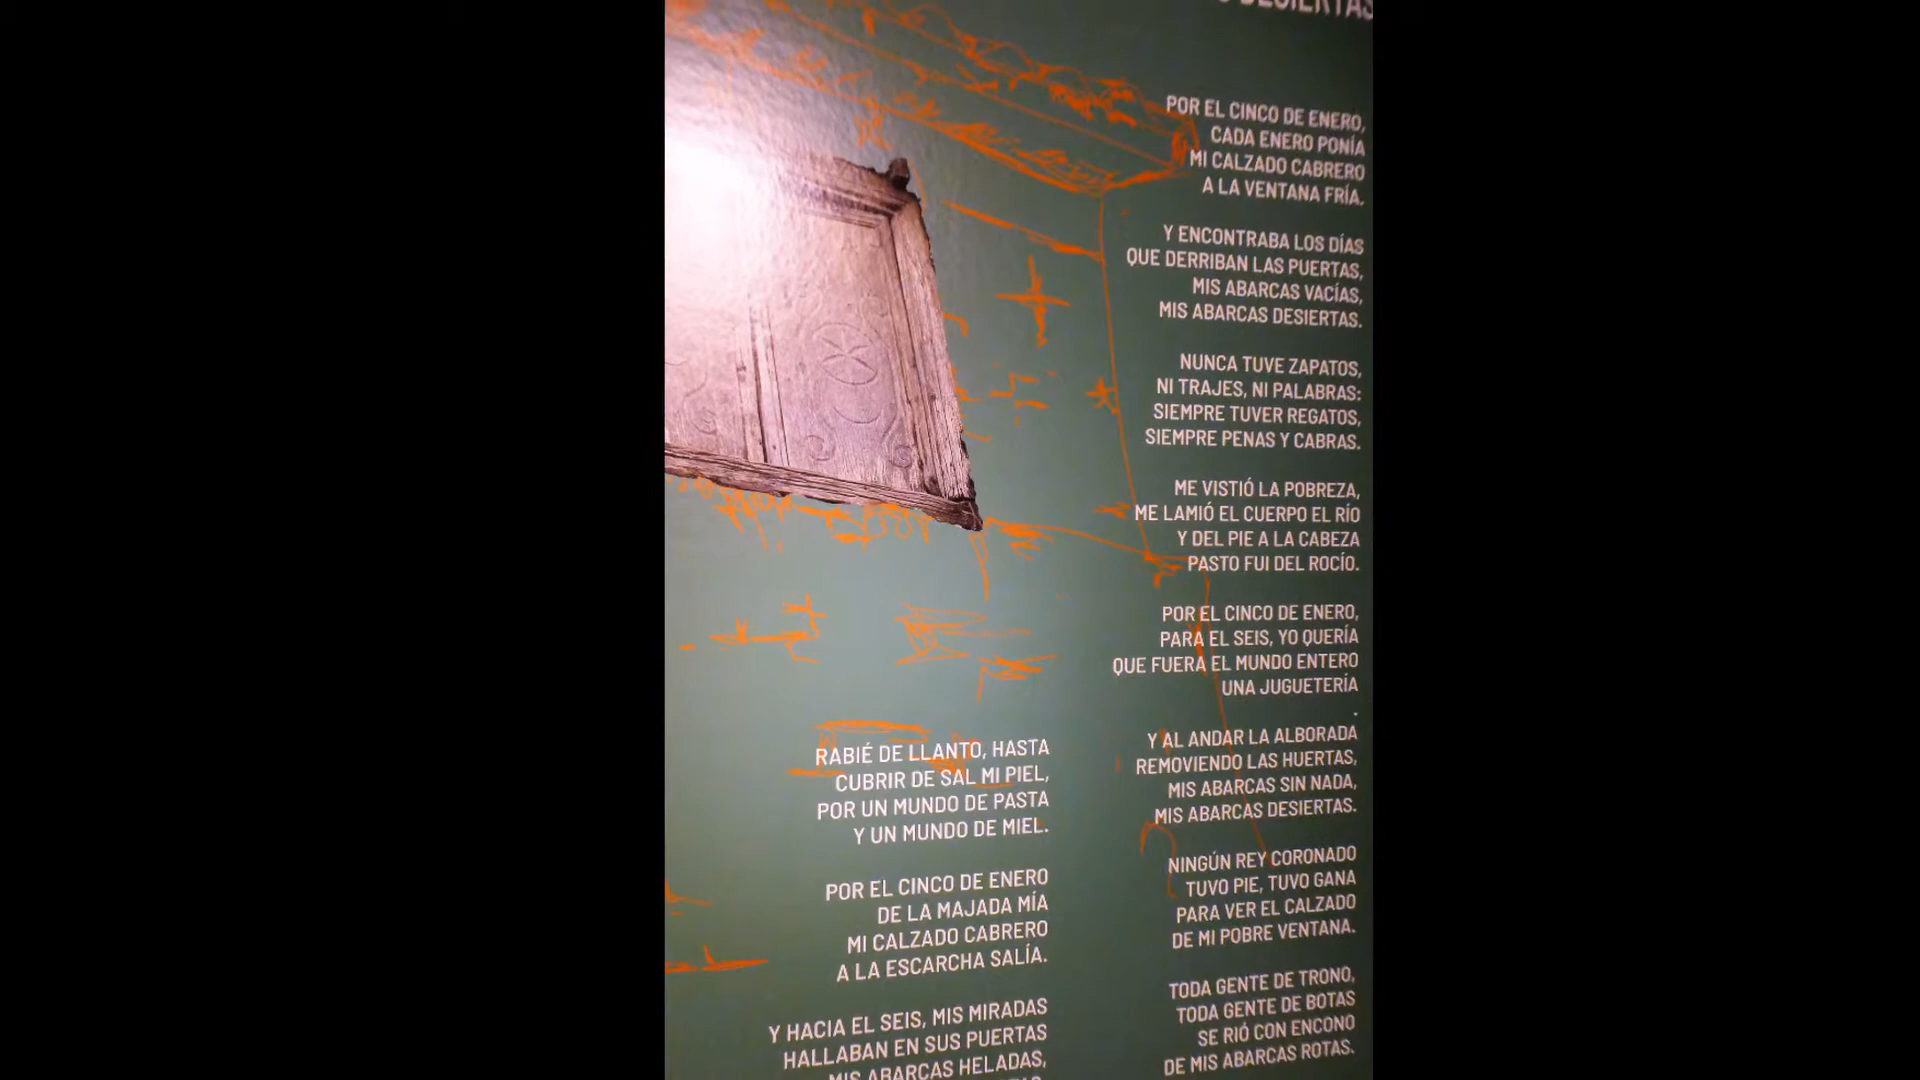 DESIERTAS
POR EL CINCO DE ENERO,
CADA ENERO PONÍA
MI CALZADO CABRERO
A LA VENTANA FRÍA.
Y ENCONTRABA LOS DÍAS
QUE DERRIBAN LAS PUERTAS,
MIS ABARCAS VACÍAS,
MIS ABARCAS DESIERTAS.
NUNCA TUVE ZAPATOS,
NI TRAJES, NI PALABRAS:
SIEMPRE TUVER REGATOS,
SIEMPRE PENAS Y CABRAS.
ME VISTIÓ LA POBREZA,
ME LAMIÓ EL CUERPO EL RÍO
Y DEL PIE A LA CABEZA
PASTO FUI DEL ROCÍO.
POR EL CINCO DE ENERO,
PARA EL SEIS, YO QUERÍA
QUE FUERA EL MUNDO ENTERO
UNA JUGUETERÍA
.
Y AL ANDAR LA ALBORADA
REMOVIENDO LAS HUERTAS,
MIS ABARCAS SIN NADA,
MIS ABARCAS DESIERTAS.
NINGÚN REY CORONADO
TUVO PIE, TUVO GANA
PARA VER EL CALZADO
DE MI POBRE VENTANA.
TODA GENTE DE TRONO,
TODA GENTE DE BOTAS
SE RIÓ CON ENCONO
DE MIS ABARCAS ROTAS.
RABIÉ DE LLANTO, HASTA
CUBRIR DE SAL MI PIEL,
POR UN MUNDO DE PASTA
Y UN MUNDO DE MIEL.
POR EL CINCO DE ENERO
DE LA MAJADA MÍA
MI CALZADO CABRERO
A LA ESCARCHA SALÍA.
Y HACIA EL SEIS, MIS MIRADAS
HALLABAN EN SUS PUERTAS
MIS ABARCAS HELADAS,